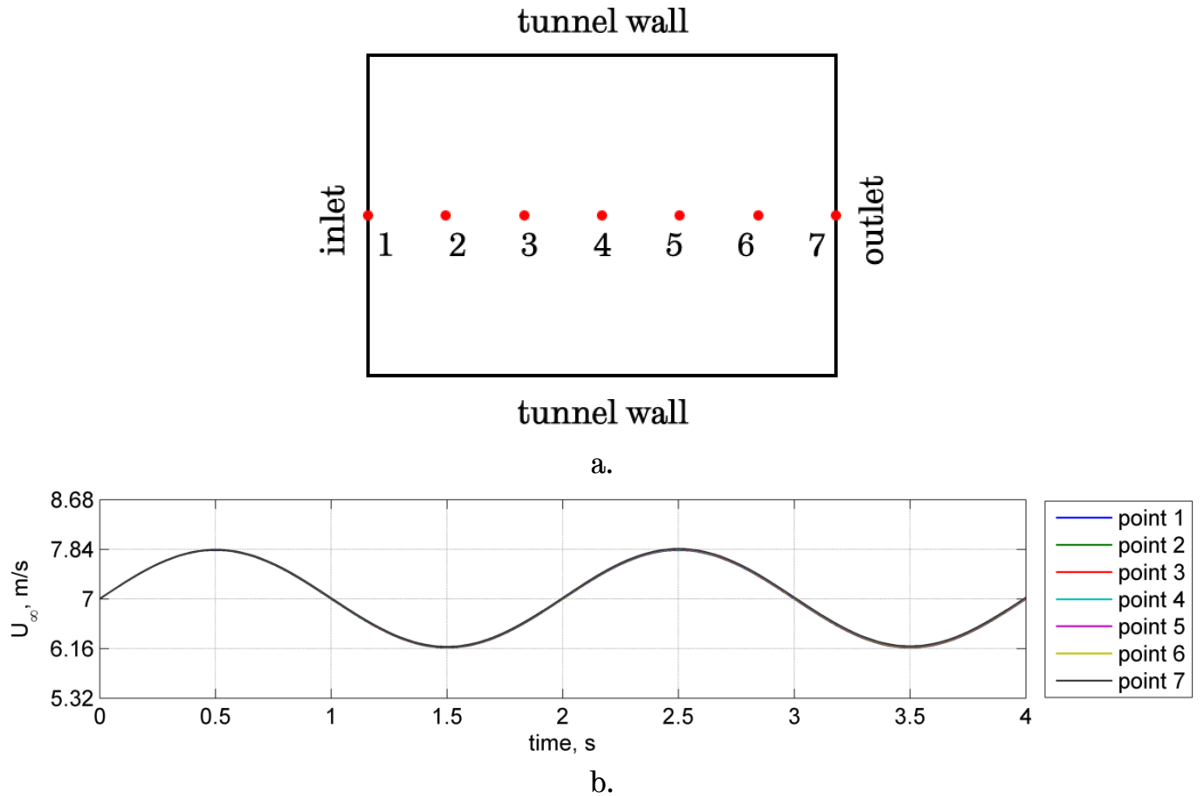 tunnel wall
inlet
1 2 3 4 5 6 7
outlet
tunnel wall
a.
8.68
7.84
7
6.16
5.32
U∞, m/s
0 0.5 1 1.5 2 2.5 3 3.5 4
time, s
point 1
point 2
point 3
point 4
point 5
point 6
point 7
b.